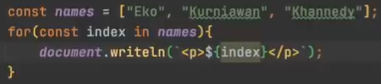 const names = ["Eko", "Kurniawan", "Khannedy"];
for(const index in names){
    document.writeln(`<p>${index}</p>`);
}